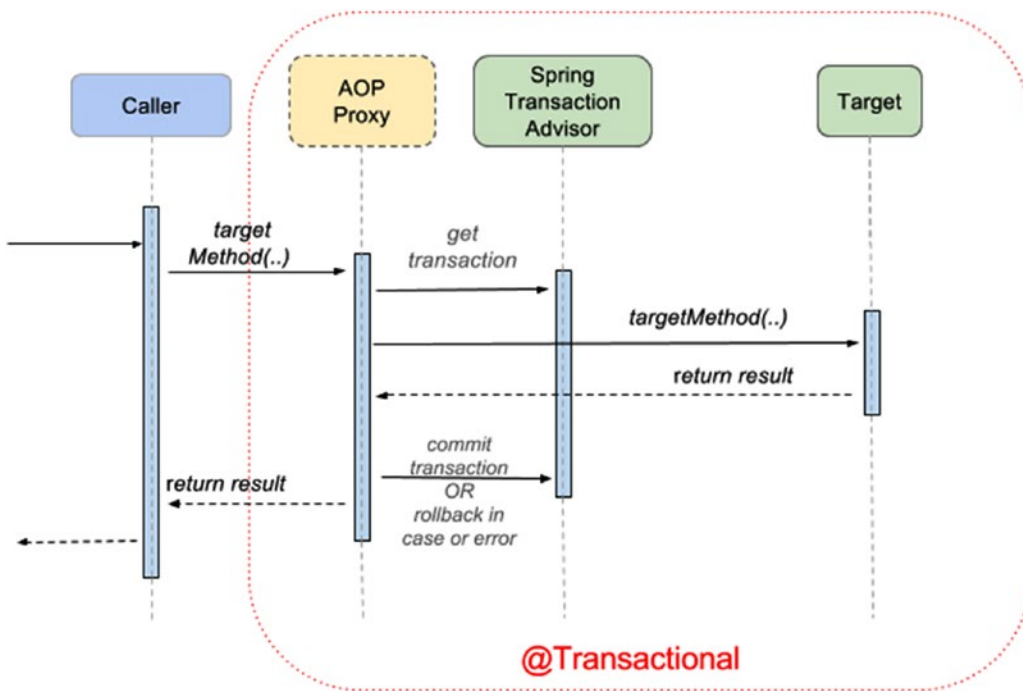 Caller
AOP
Proxy
Spring
Transaction
Advisor
Target
target
Method(..)
get
transaction
targetMethod(..)
return result
commit
transaction
OR
rollback in
case or error
return result
@Transactional